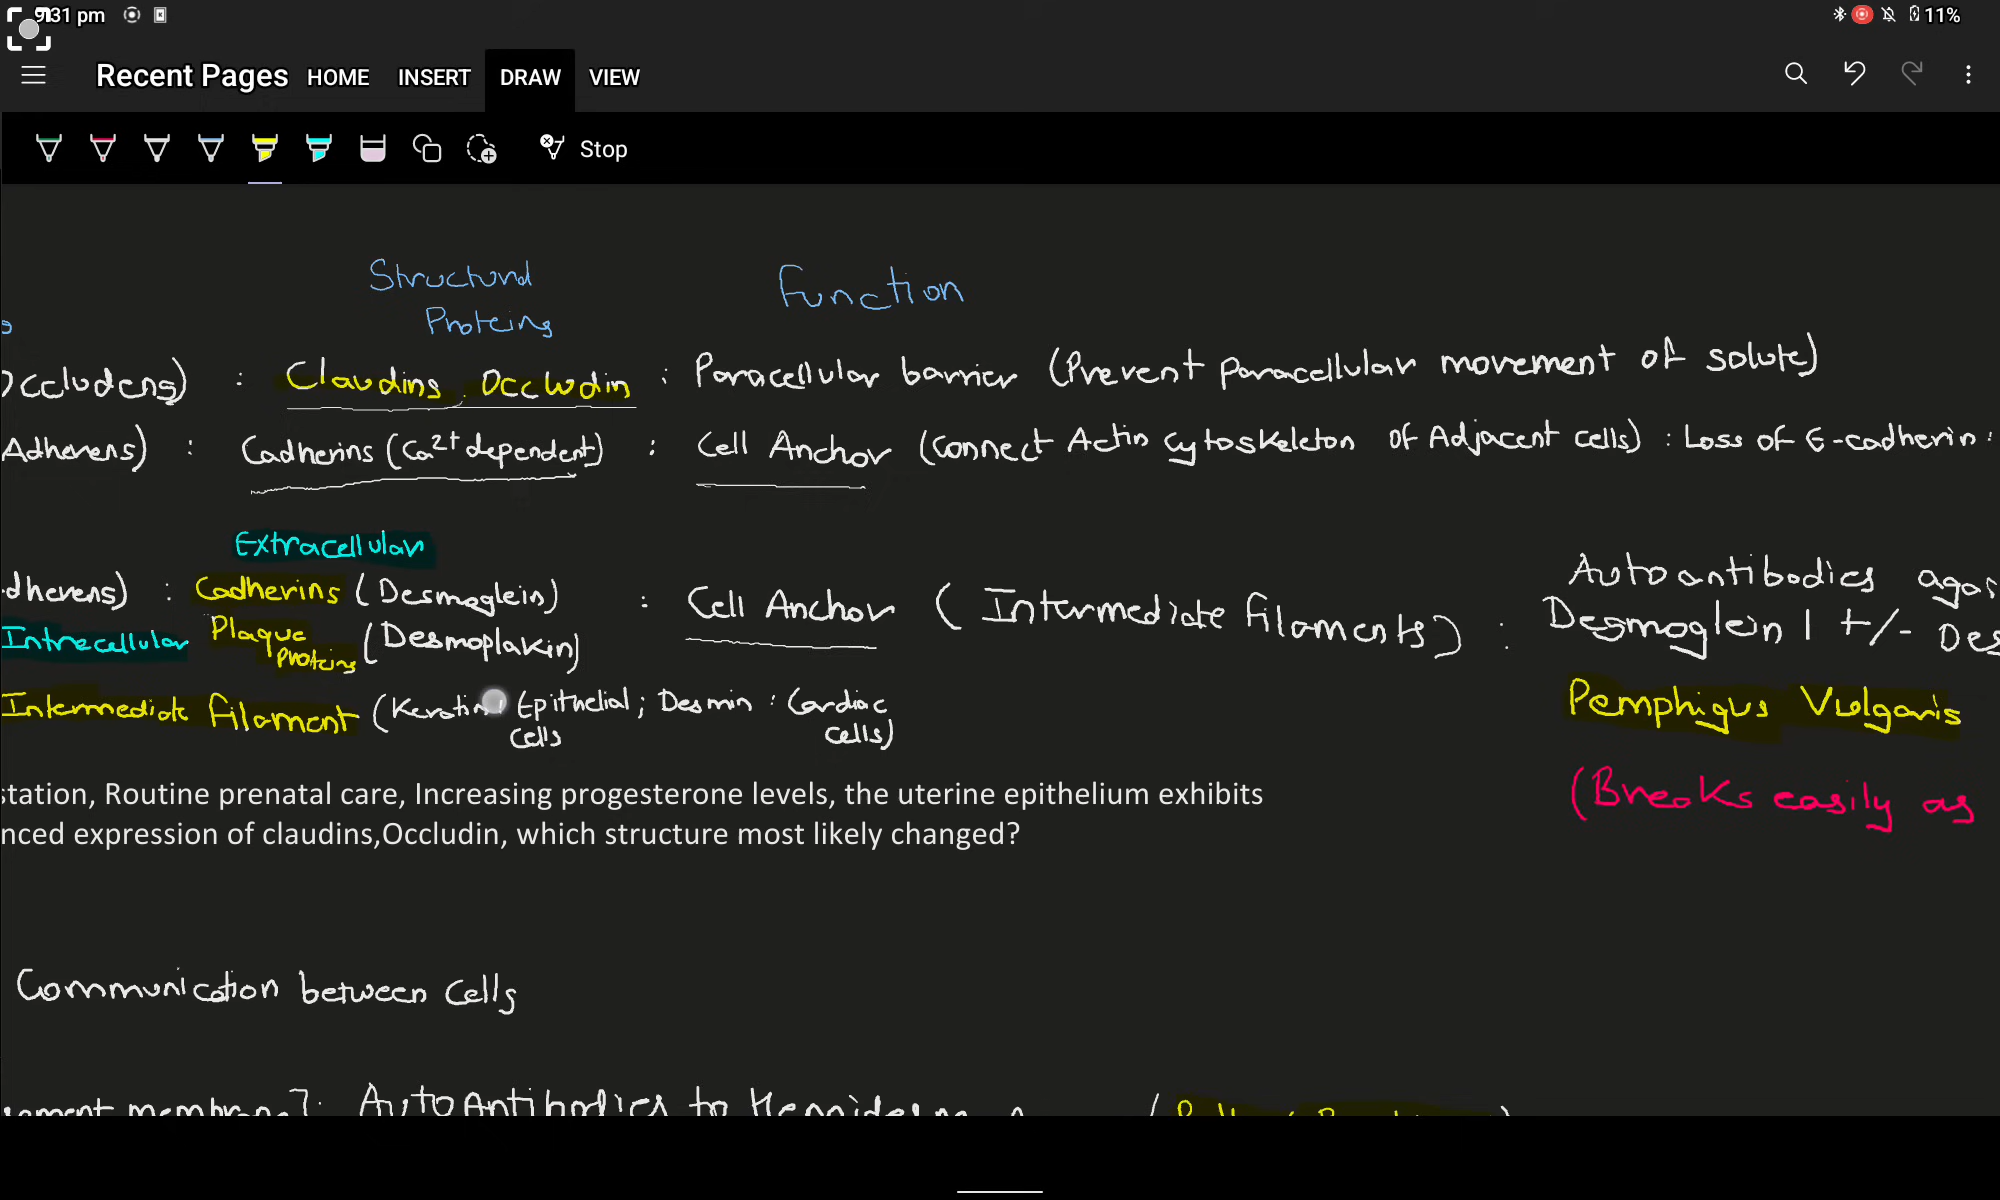 9:31 pm 11%
Recent Pages HOME INSERT DRAW VIEW
Stop
Structural Function
Proteins
Occludens) : Claudins, Occludin : Paracellular barrier (Prevent paracellular movement of solute)
Adherens) : Cadherins (Ca2+ dependent) : Cell Anchor (Connect Actin cytoskeleton of Adjacent cells) : Loss of E-cadherin :
Extracellular
dherens) : Cadherins (Desmoglein) : Cell Anchor (Intermediate filaments) : Autoantibodies agai
Intracellular Plaque Proteins (Desmoplakin) Desmoglein 1 +/- Des
Intermediate filament (Keratin : Epithelial cells ; Desmin : Cardiac cells) Pemphigus Vulgaris
station, Routine prenatal care, Increasing progesterone levels, the uterine epithelium exhibits (Breaks easily as
nced expression of claudins,Occludin, which structure most likely changed?
Communication between Cells
AutoAntibodies to